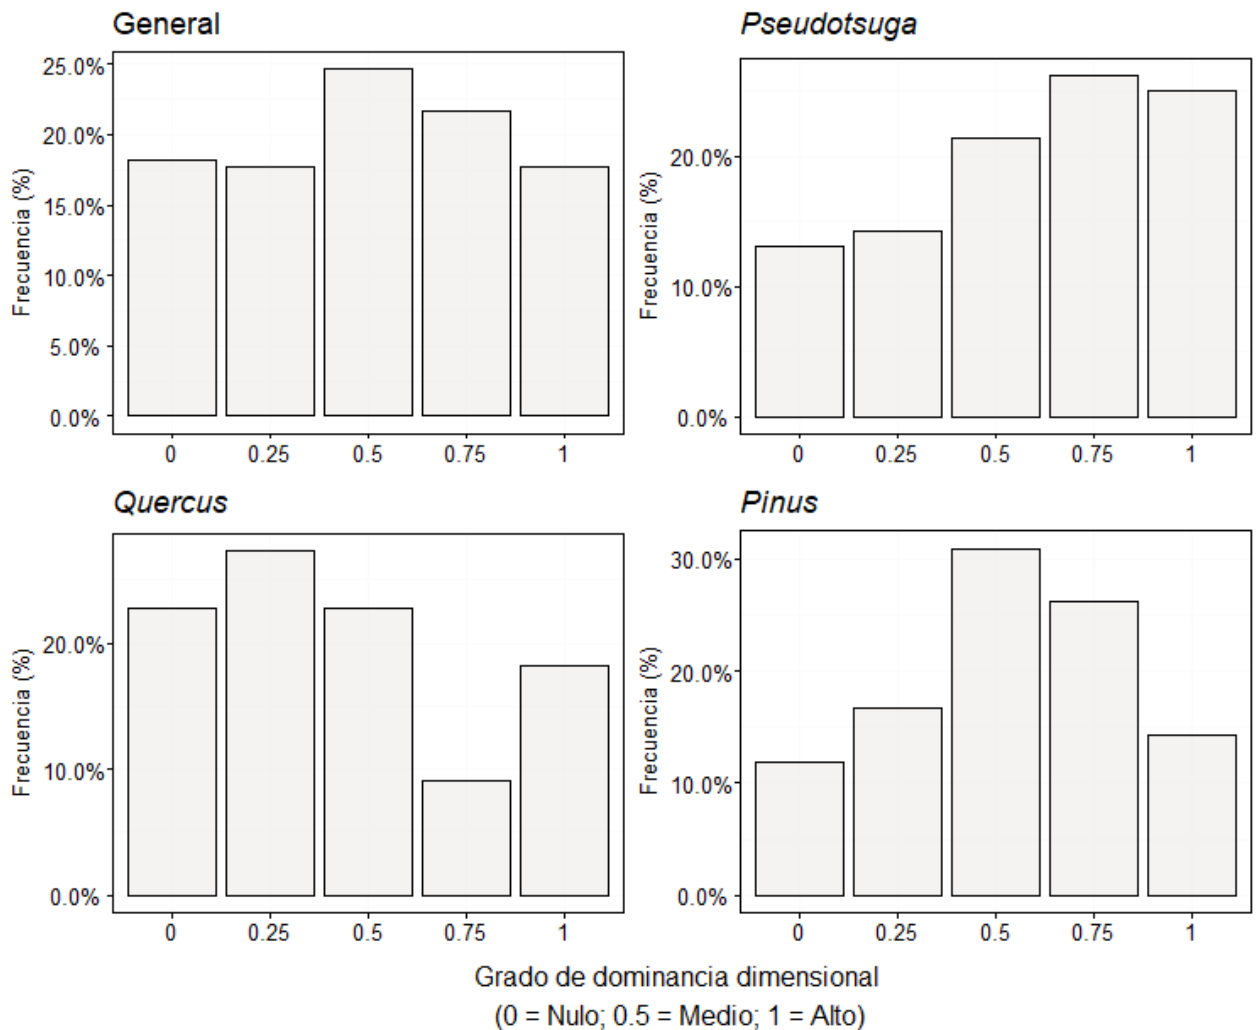 General
Frecuencia (%)
25.0%
20.0%
15.0%
10.0%
5.0%
0.0%
0 0.25 0.5 0.75 1
Pseudotsuga
Frecuencia (%)
20.0%
10.0%
0.0%
0 0.25 0.5 0.75 1
Quercus
Frecuencia (%)
20.0%
10.0%
0.0%
0 0.25 0.5 0.75 1
Pinus
Frecuencia (%)
30.0%
20.0%
10.0%
0.0%
0 0.25 0.5 0.75 1
Grado de dominancia dimensional
(0 = Nulo; 0.5 = Medio; 1 = Alto)